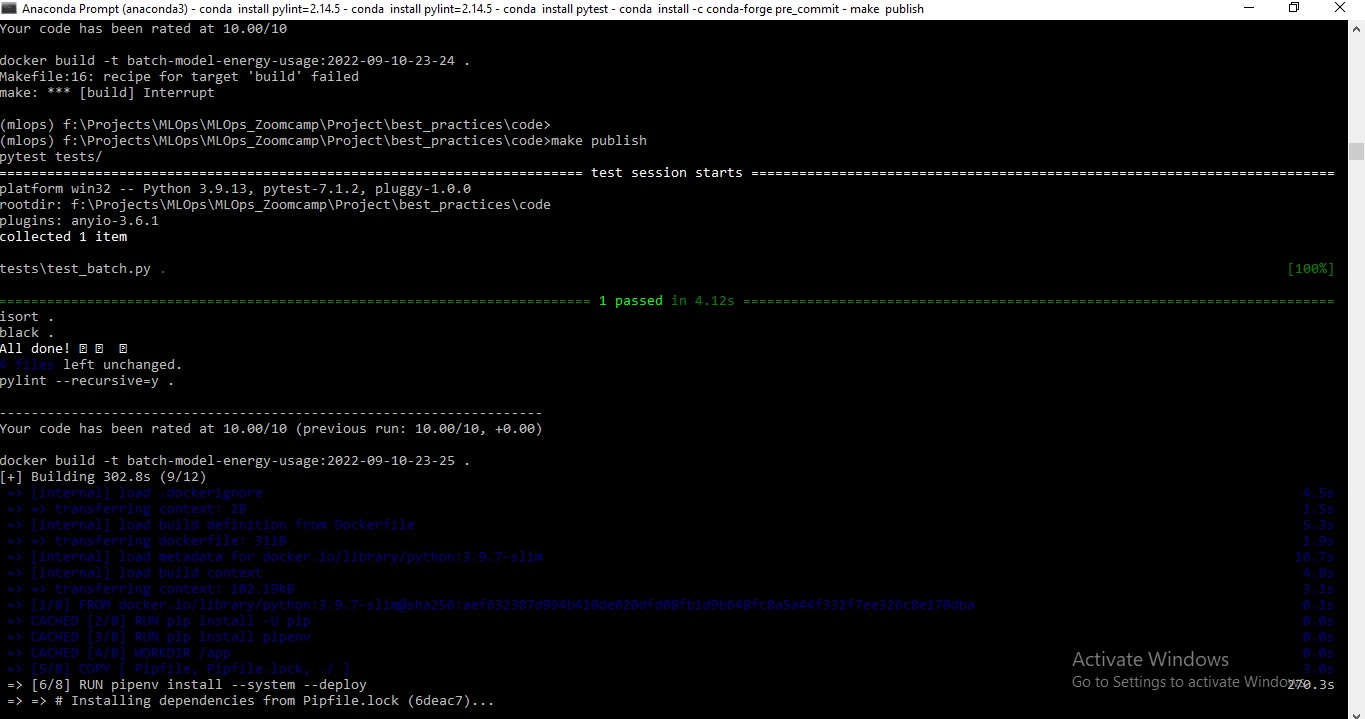 Anaconda Prompt (anaconda3) - conda install pylint=2.14.5 - conda install pylint=2.14.5 - conda install pytest - conda install -c conda-forge pre_commit - make publish
Your code has been rated at 10.00/10
docker build -t batch-model-energy-usage:2022-09-10-23-24 .
Makefile:16: recipe for target 'build' failed
make: *** [build] Interrupt
(mlops) f:\Projects\MLOps\MLOps_Zoomcamp\Project\best_practices\code>
(mlops) f:\Projects\MLOps\MLOps_Zoomcamp\Project\best_practices\code>make publish
pytest tests/
test session starts
platform win32 -- Python 3.9.13, pytest-7.1.2, pluggy-1.0.0
rootdir: f:\Projects\MLOps\MLOps_Zoomcamp\Project\best_practices\code
plugins: anyio-3.6.1
collected 1 item
tests\test_batch.py . [100%]
1 passed in 4.12s
isort .
black .
All done!
4 files left unchanged.
pylint --recursive=y .
--------------------------------------------------------------------
Your code has been rated at 10.00/10 (previous run: 10.00/10, +0.00)
docker build -t batch-model-energy-usage:2022-09-10-23-25 .
[+] Building 302.8s (9/12)
=> [internal] load .dockerignore 4.5s
=> => transferring context: 2B 1.5s
=> [internal] load build definition from Dockerfile 5.3s
=> => transferring dockerfile: 311B 1.9s
=> [internal] load metadata for docker.io/library/python:3.9.7-slim 16.7s
=> [internal] load build context 4.8s
=> => transferring context: 102.19kB 3.1s
=> [1/8] FROM docker.io/library/python:3.9.7-slim@sha256:aef632387d994b410de020dfd08fb1d9b648fc0a5a44f332f7ee326c8e170dba 0.1s
=> CACHED [2/8] RUN pip install -U pip 0.0s
=> CACHED [3/8] RUN pip install pipenv 0.0s
=> CACHED [4/8] WORKDIR /app 0.0s
=> [5/8] COPY [ Pipfile, Pipfile.lock, ./ ] 3.0s
=> [6/8] RUN pipenv install --system --deploy 270.3s
=> => # Installing dependencies from Pipfile.lock (6deac7)...
Activate Windows
Go to Settings to activate Windows.